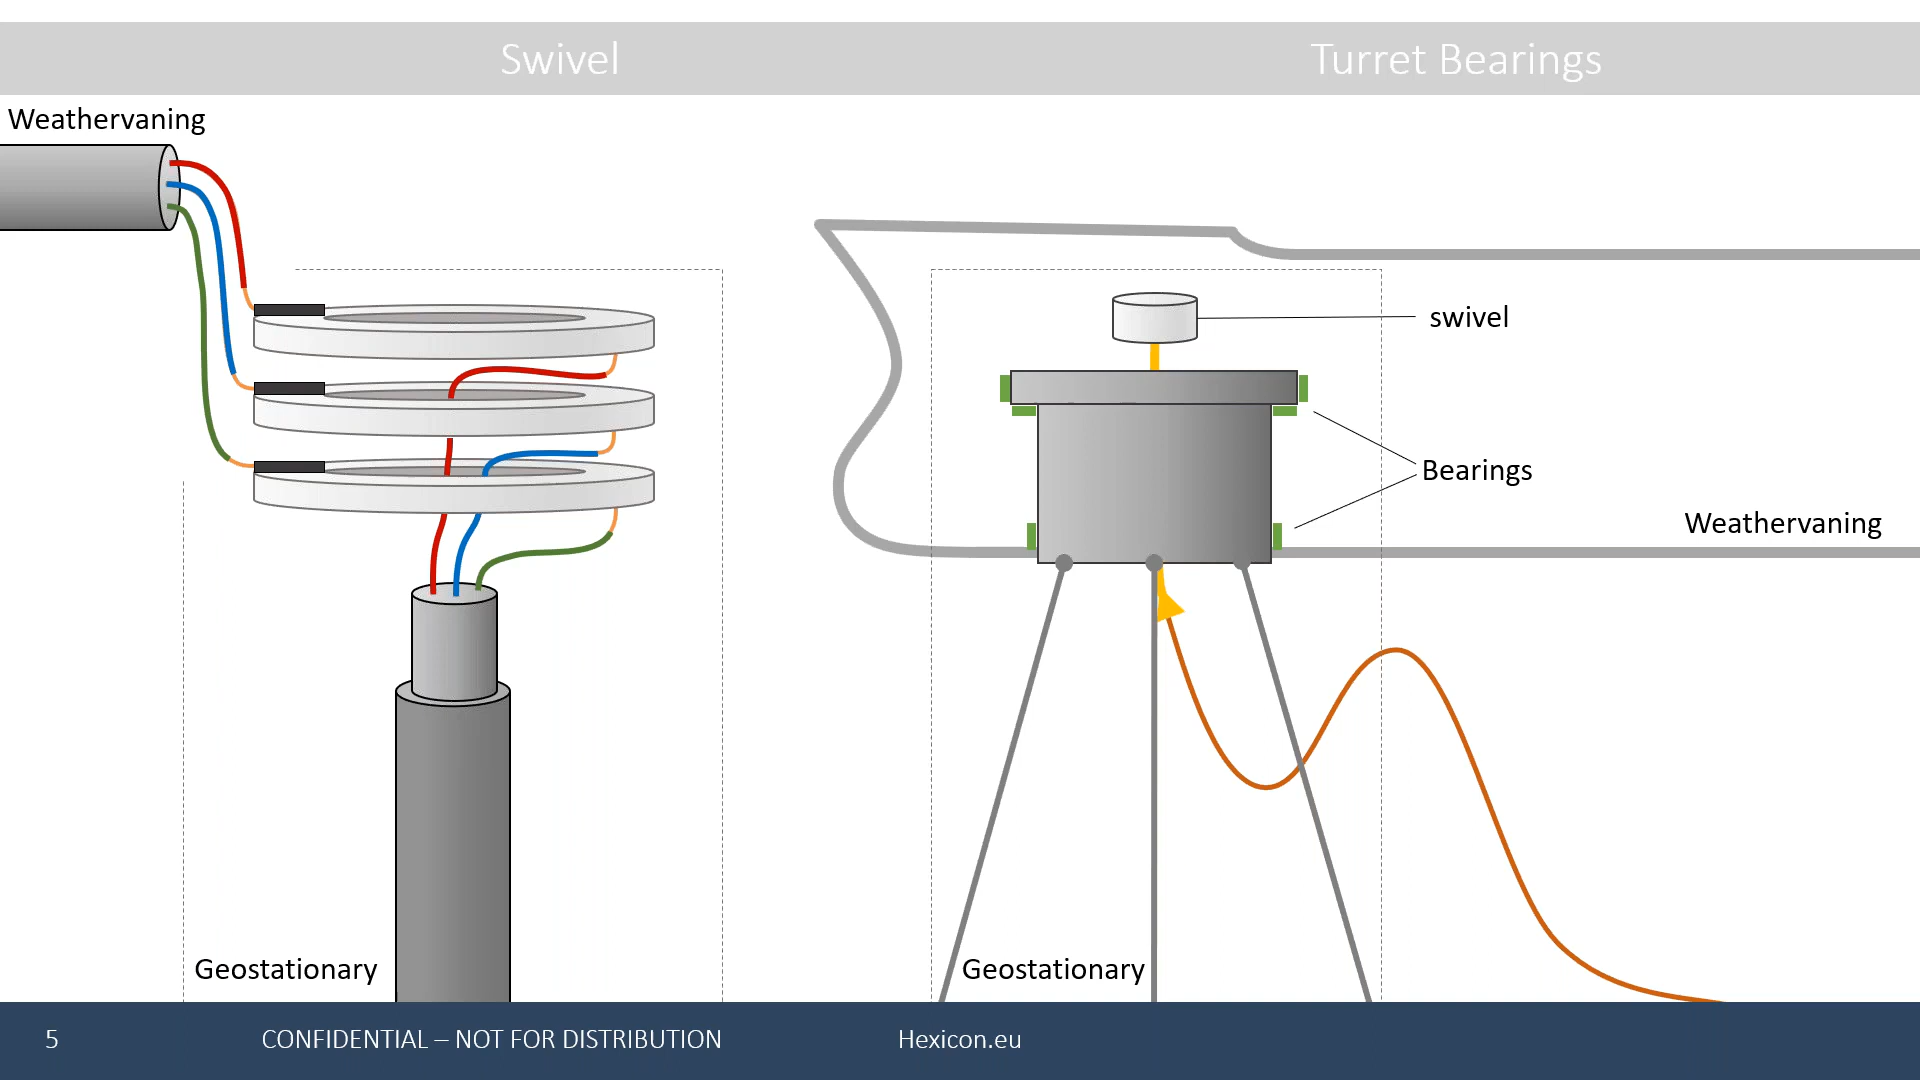 Swivel
Turret Bearings
Weathervaning
swivel
Bearings
Weathervaning
Geostationary
Geostationary
5
CONFIDENTIAL – NOT FOR DISTRIBUTION
Hexicon.eu